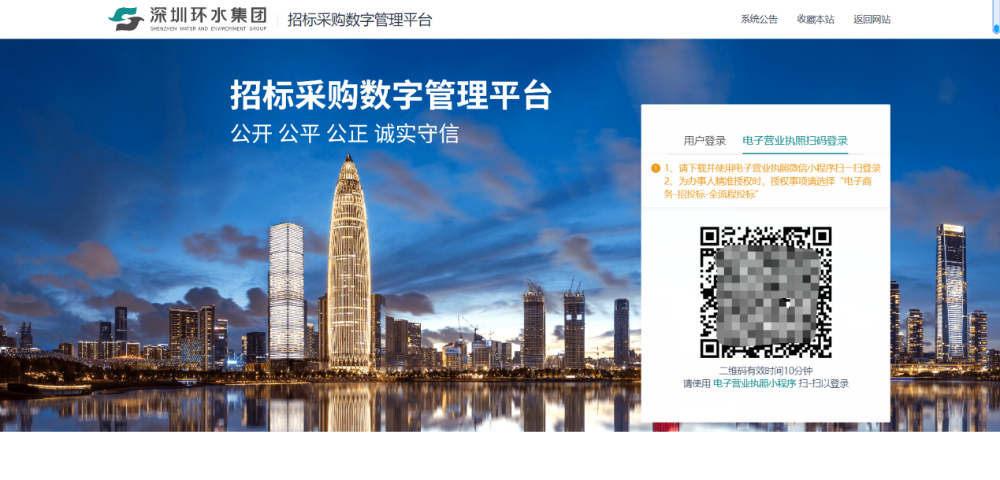 深圳环水集团
SHENZHEN WATER AND ENVIRONMENT GROUP
招标采购数字管理平台
系统公告 收藏本站 返回网站
招标采购数字管理平台
公开 公平 公正 诚实守信
用户登录 电子营业执照扫码登录
1、请下载并使用电子营业执照微信小程序扫一扫登录
2、为办事人精准授权时，授权事项请选择“电子商
务-招投标-全流程投标”
二维码有效时间10分钟
请使用 电子营业执照小程序 扫-扫以登录